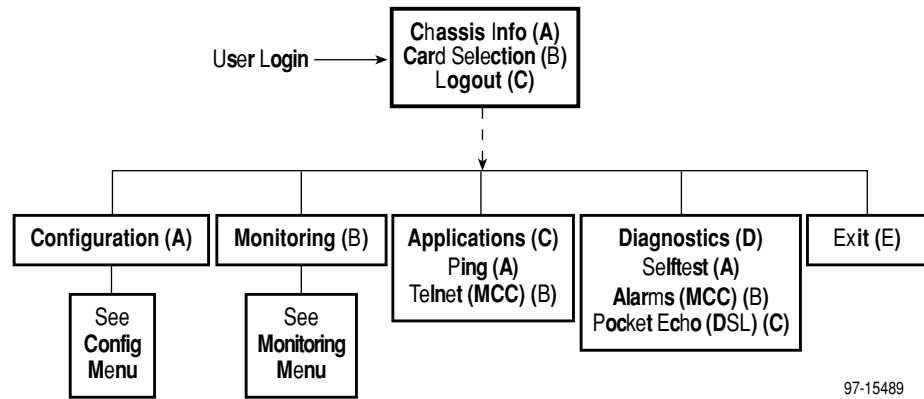 User Login
Chassis Info (A)
Card Selection (B)
Logout (C)
Configuration (A)
Monitoring (B)
Applications (C)
Ping (A)
Telnet (MCC) (B)
Diagnostics (D)
Selftest (A)
Alarms (MCC) (B)
Pocket Echo (DSL) (C)
Exit (E)
See
Config
Menu
See
Monitoring
Menu
97-15489